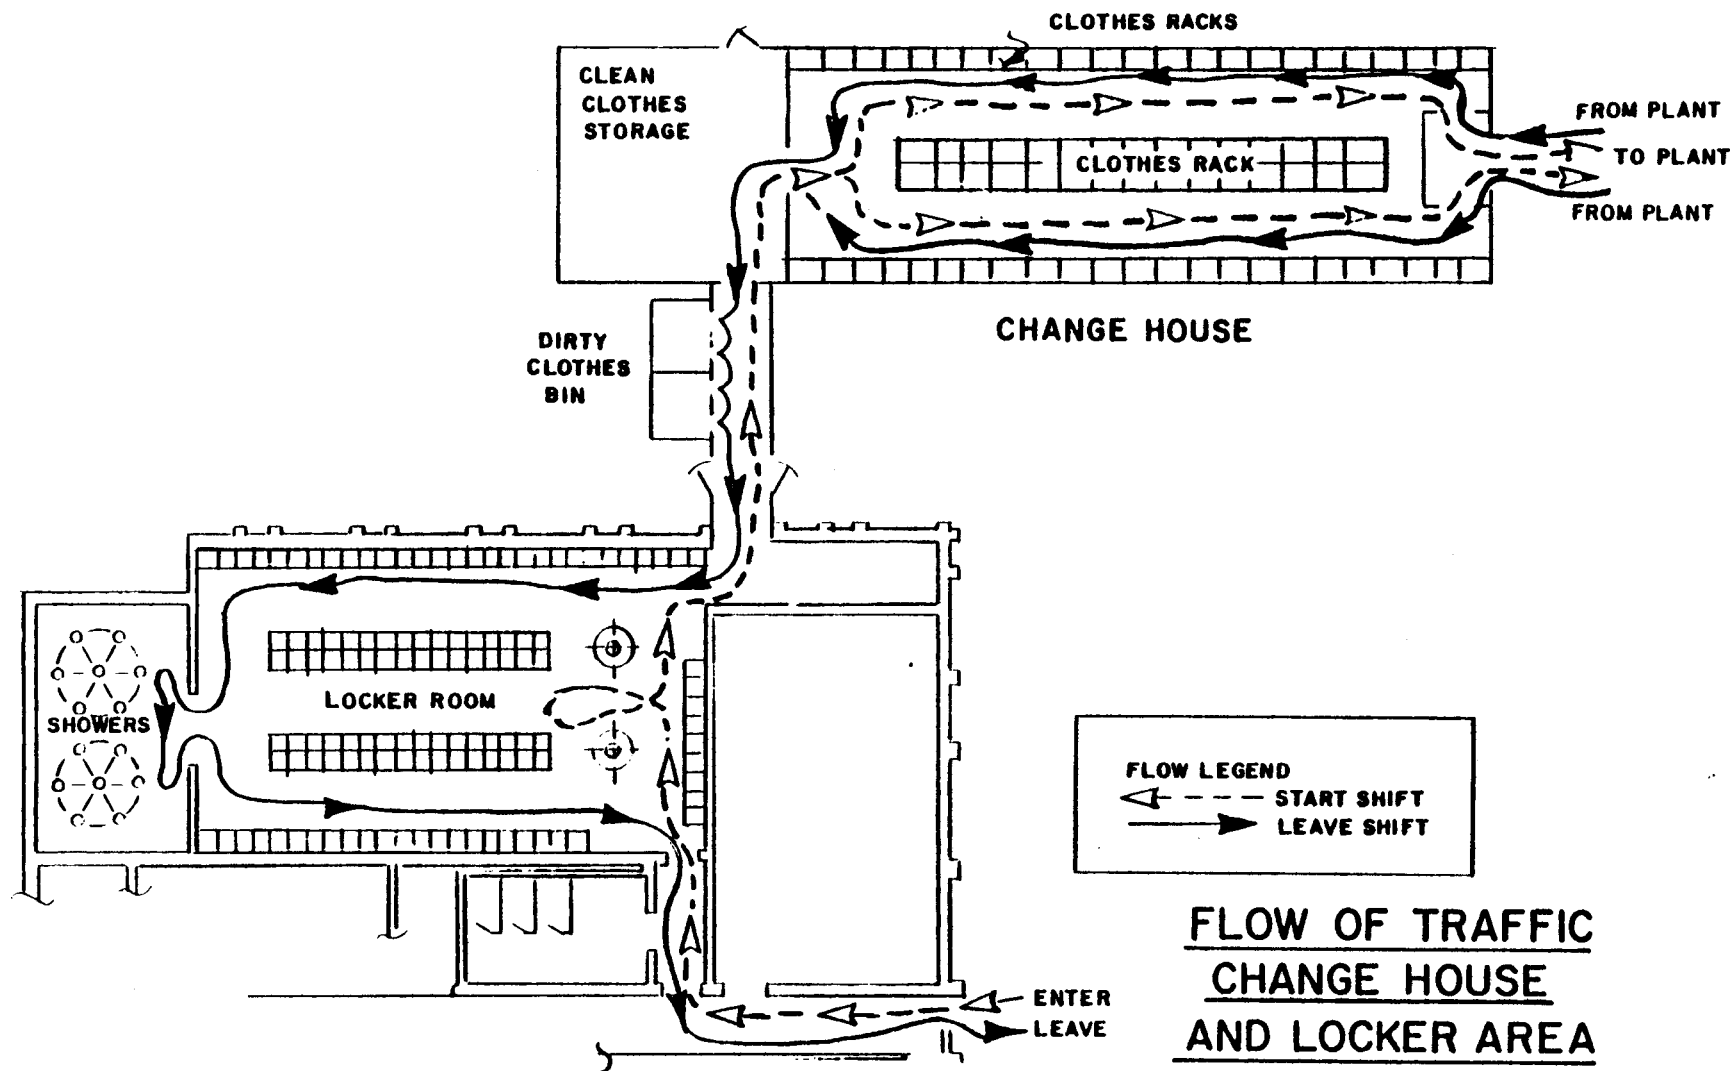 CLOTHES RACKS
CLEAN
CLOTHES
STORAGE
FROM PLANT
TO PLANT
CLOTHES RACK
FROM PLANT
CHANGE HOUSE
DIRTY
CLOTHES
BIN
LOCKER ROOM
SHOWERS
FLOW LEGEND
START SHIFT
LEAVE SHIFT
FLOW OF TRAFFIC
CHANGE HOUSE
AND LOCKER AREA
ENTER
LEAVE